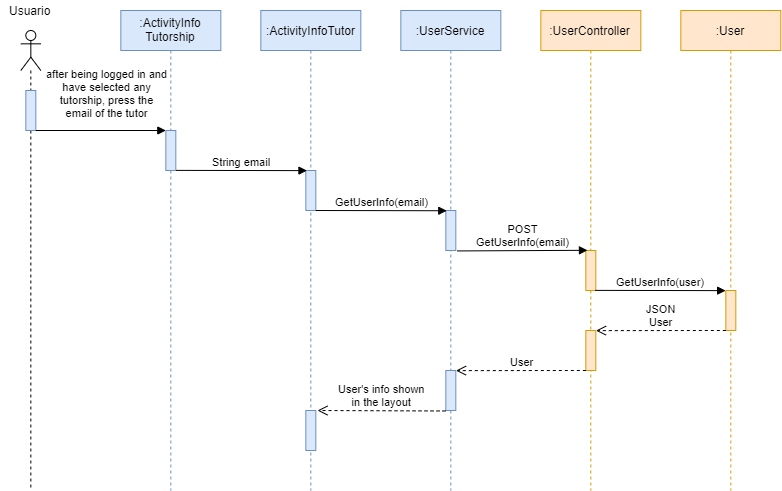 Usuario
:ActivityInfo
Tutorship
:ActivityInfoTutor
:UserService
:UserController
:User
after being logged in and
have selected any
tutorship, press the
email of the tutor
String email
GetUserInfo(email)
POST
GetUserInfo(email)
GetUserInfo(user)
JSON
User
User
User's info shown
in the layout